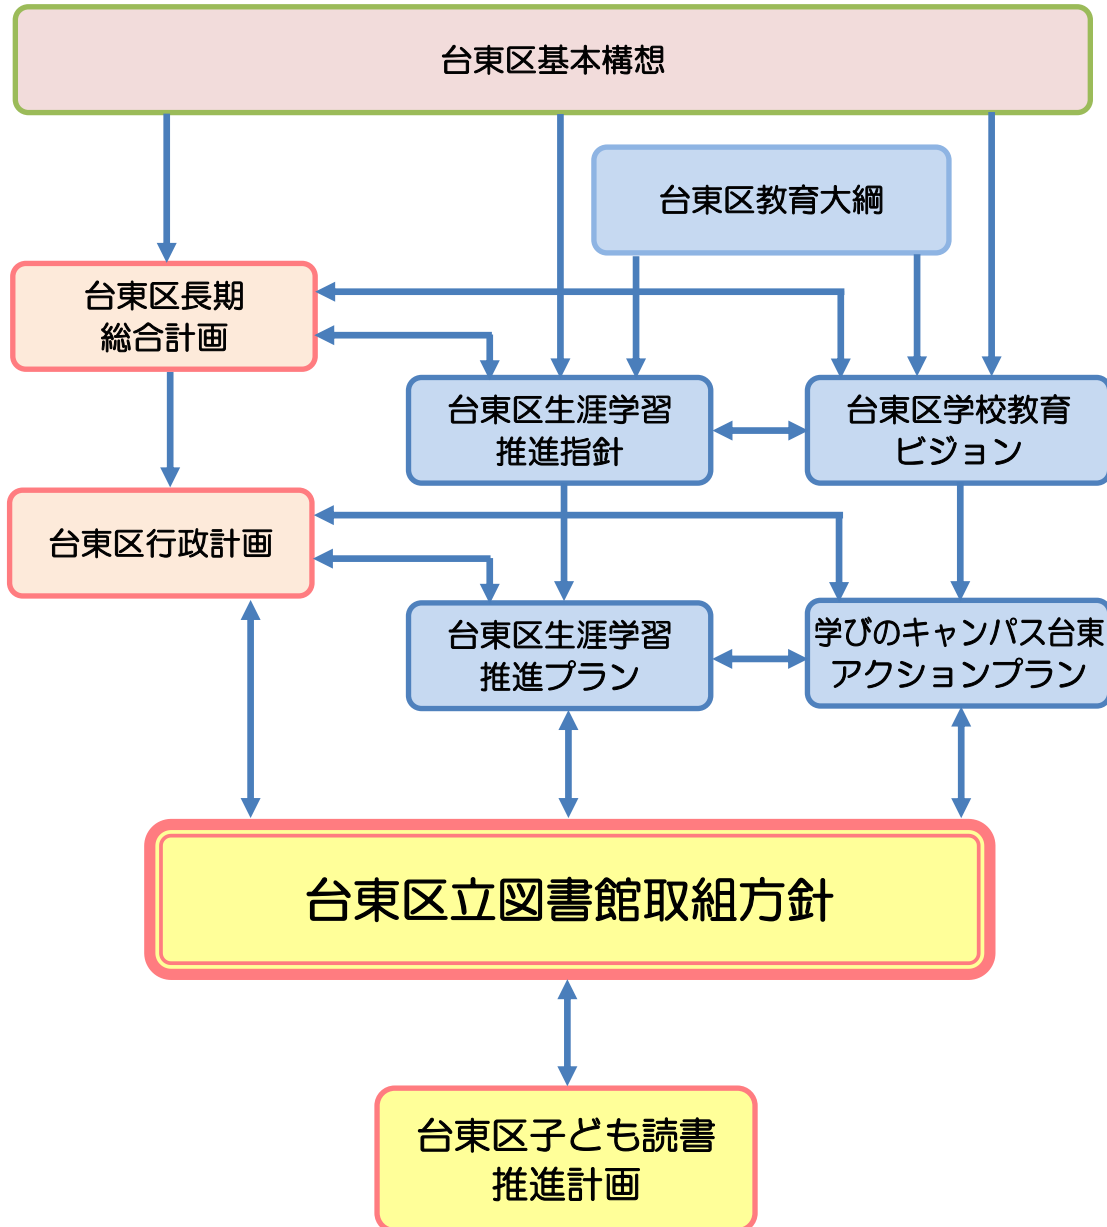 台東区基本構想
台東区教育大綱
台東区長期
総合計画
台東区生涯学習
推進指針
台東区学校教育
ビジョン
台東区行政計画
台東区生涯学習
推進プラン
学びのキャンパス台東
アクションプラン
台東区立図書館取組方針
台東区子ども読書
推進計画